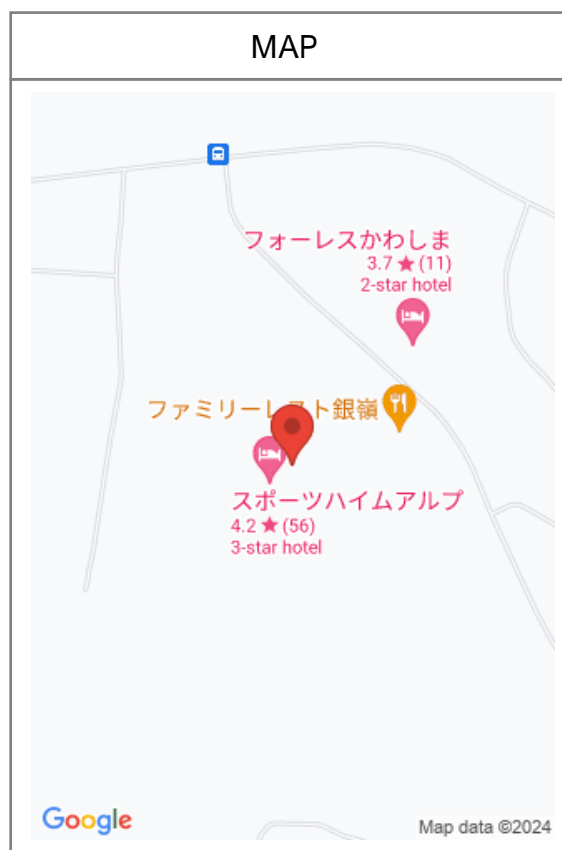 MAP
フォーレスかわしま
3.7 ★ (11)
2-star hotel
ファミリーレスト銀嶺
スポーツハイムアルプ
4.2 ★ (56)
3-star hotel
Google
Map data ©2024